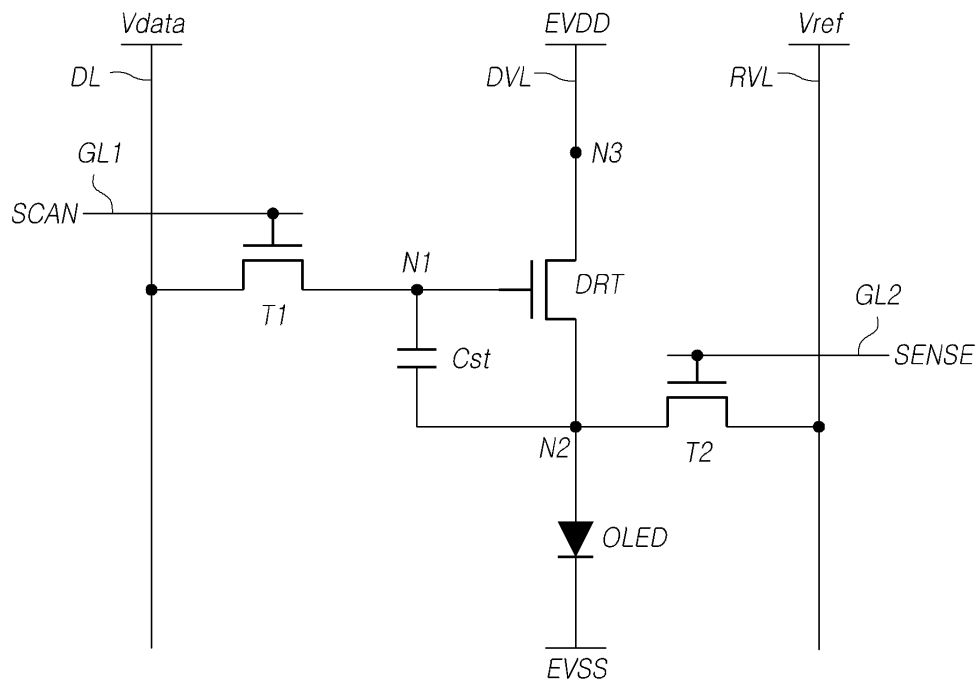 Vdata
EVDD
Vref
DL
DVL
RVL
N3
GL1
SCAN
N1
DRT
T1
GL2
Cst
SENSE
N2
T2
OLED
EVSS